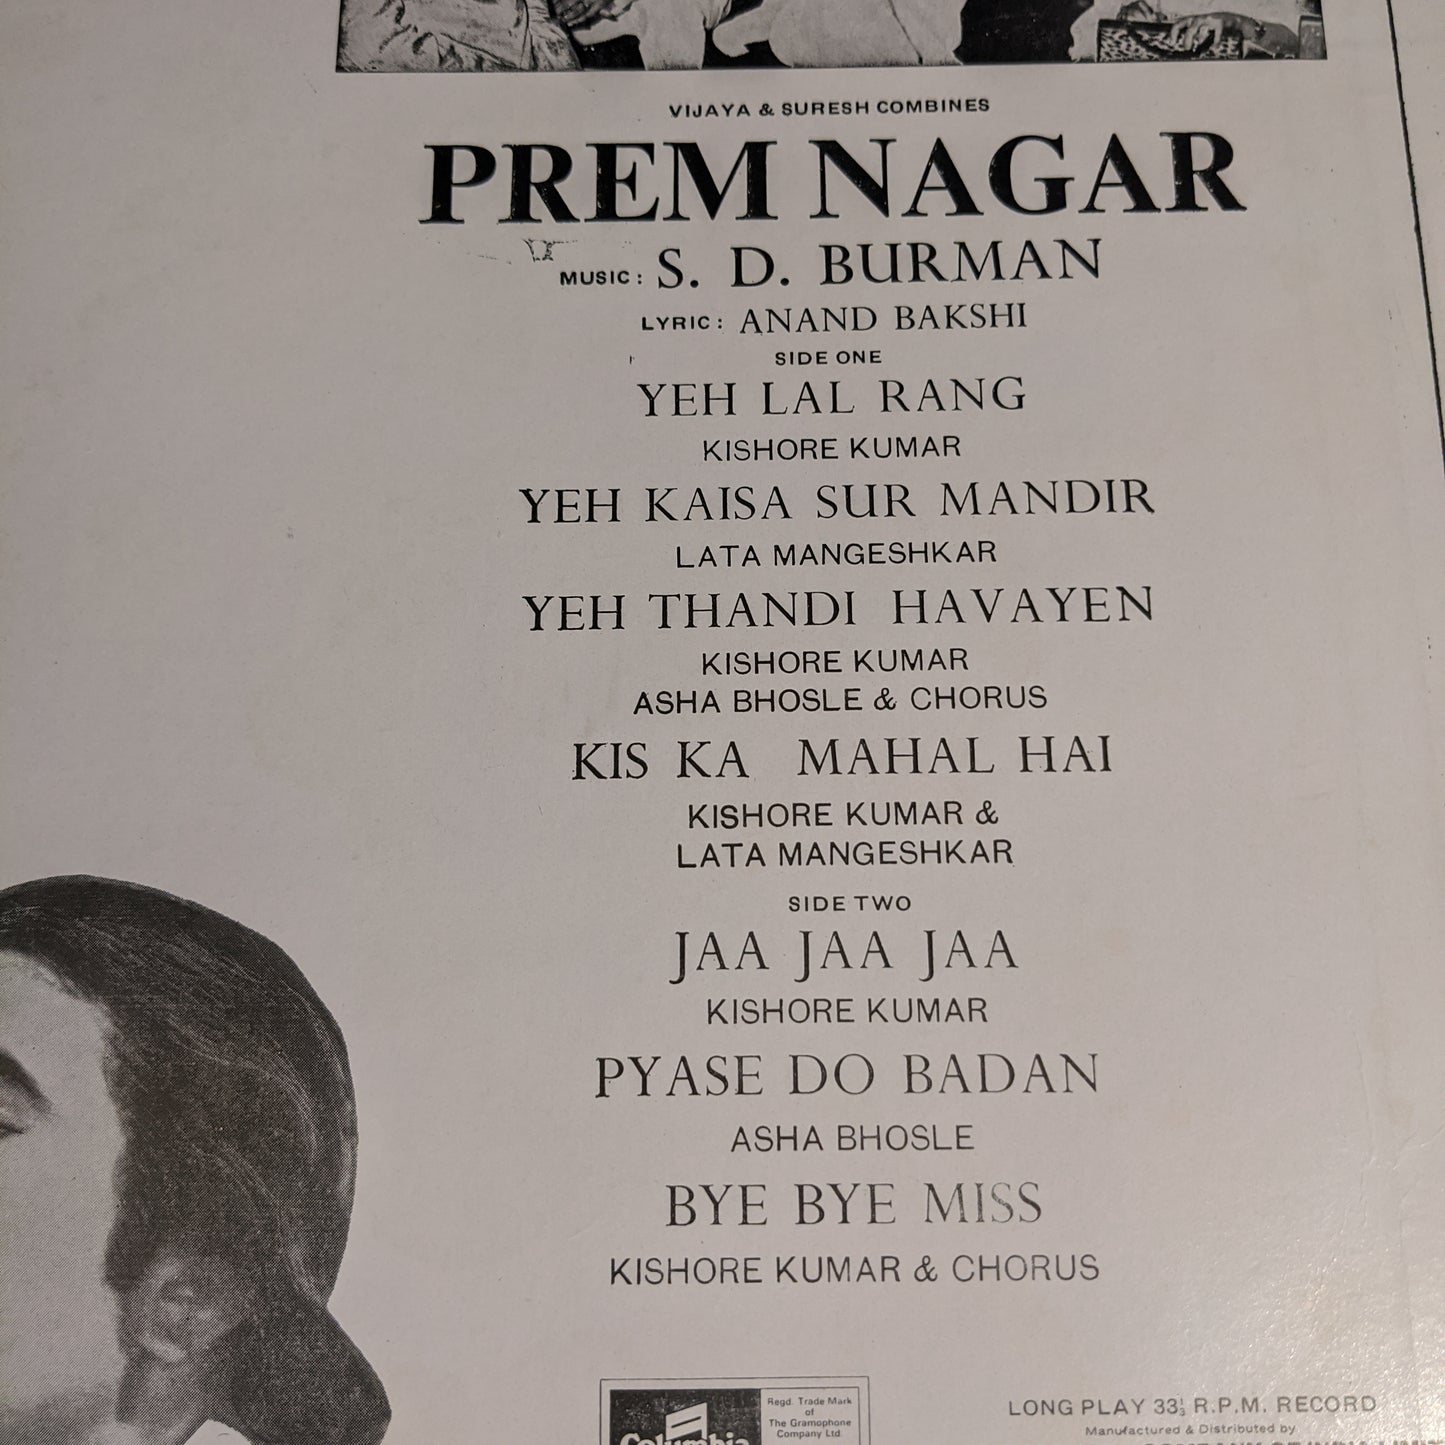 VIJAYA & SURESH COMBINES
PREM NAGAR
MUSIC: S. D. BURMAN
LYRIC: ANAND BAKSHI
SIDE ONE
YEH LAL RANG
KISHORE KUMAR
YEH KAISA SUR MANDIR
LATA MANGESHKAR
YEH THANDI HAVAYEN
KISHORE KUMAR
ASHA BHOSLE & CHORUS
KIS KA MAHAL HAI
KISHORE KUMAR &
LATA MANGESHKAR
SIDE TWO
JAA JAA JAA
KISHORE KUMAR
PYASE DO BADAN
ASHA BHOSLE
BYE BYE MISS
KISHORE KUMAR & CHORUS
Regd. Trade Mark
of
The Gramophone
Company Ltd.
Columbia
LONG PLAY 33⅓ R.P.M. RECORD
Manufactured & Distributed by